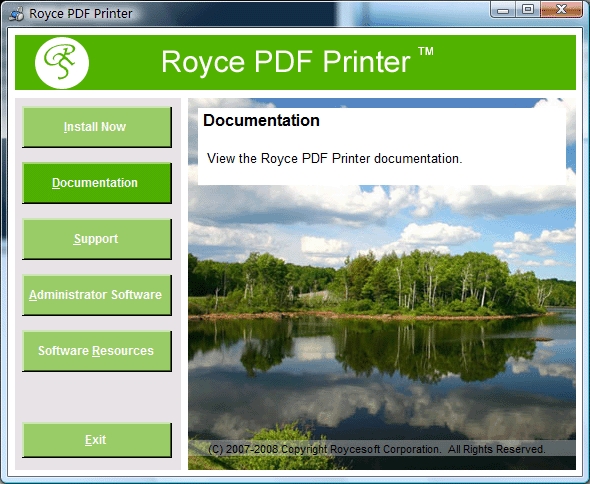 Royce PDF Printer
Royce PDF Printer ™
Install Now
Documentation
Support
Administrator Software
Software Resources
Exit
Documentation
View the Royce PDF Printer documentation.
(C) 2007-2008 Copyright Roycesoft Corporation. All Rights Reserved.